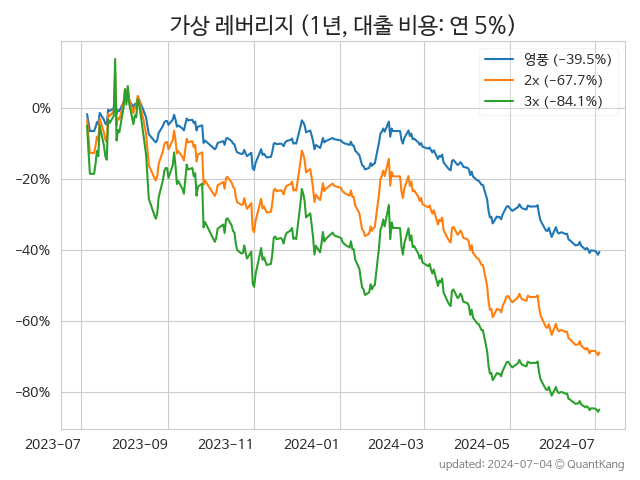 가상 레버리지 (1년, 대출 비용: 연 5%)
영풍 (−39.5%)
2x (−67.7%)
3x (−84.1%)
0%
−20%
−40%
−60%
−80%
2023−07 2023−09 2023−11 2024−01 2024−03 2024−05 2024−07
updated: 2024-07-04 © QuantKang